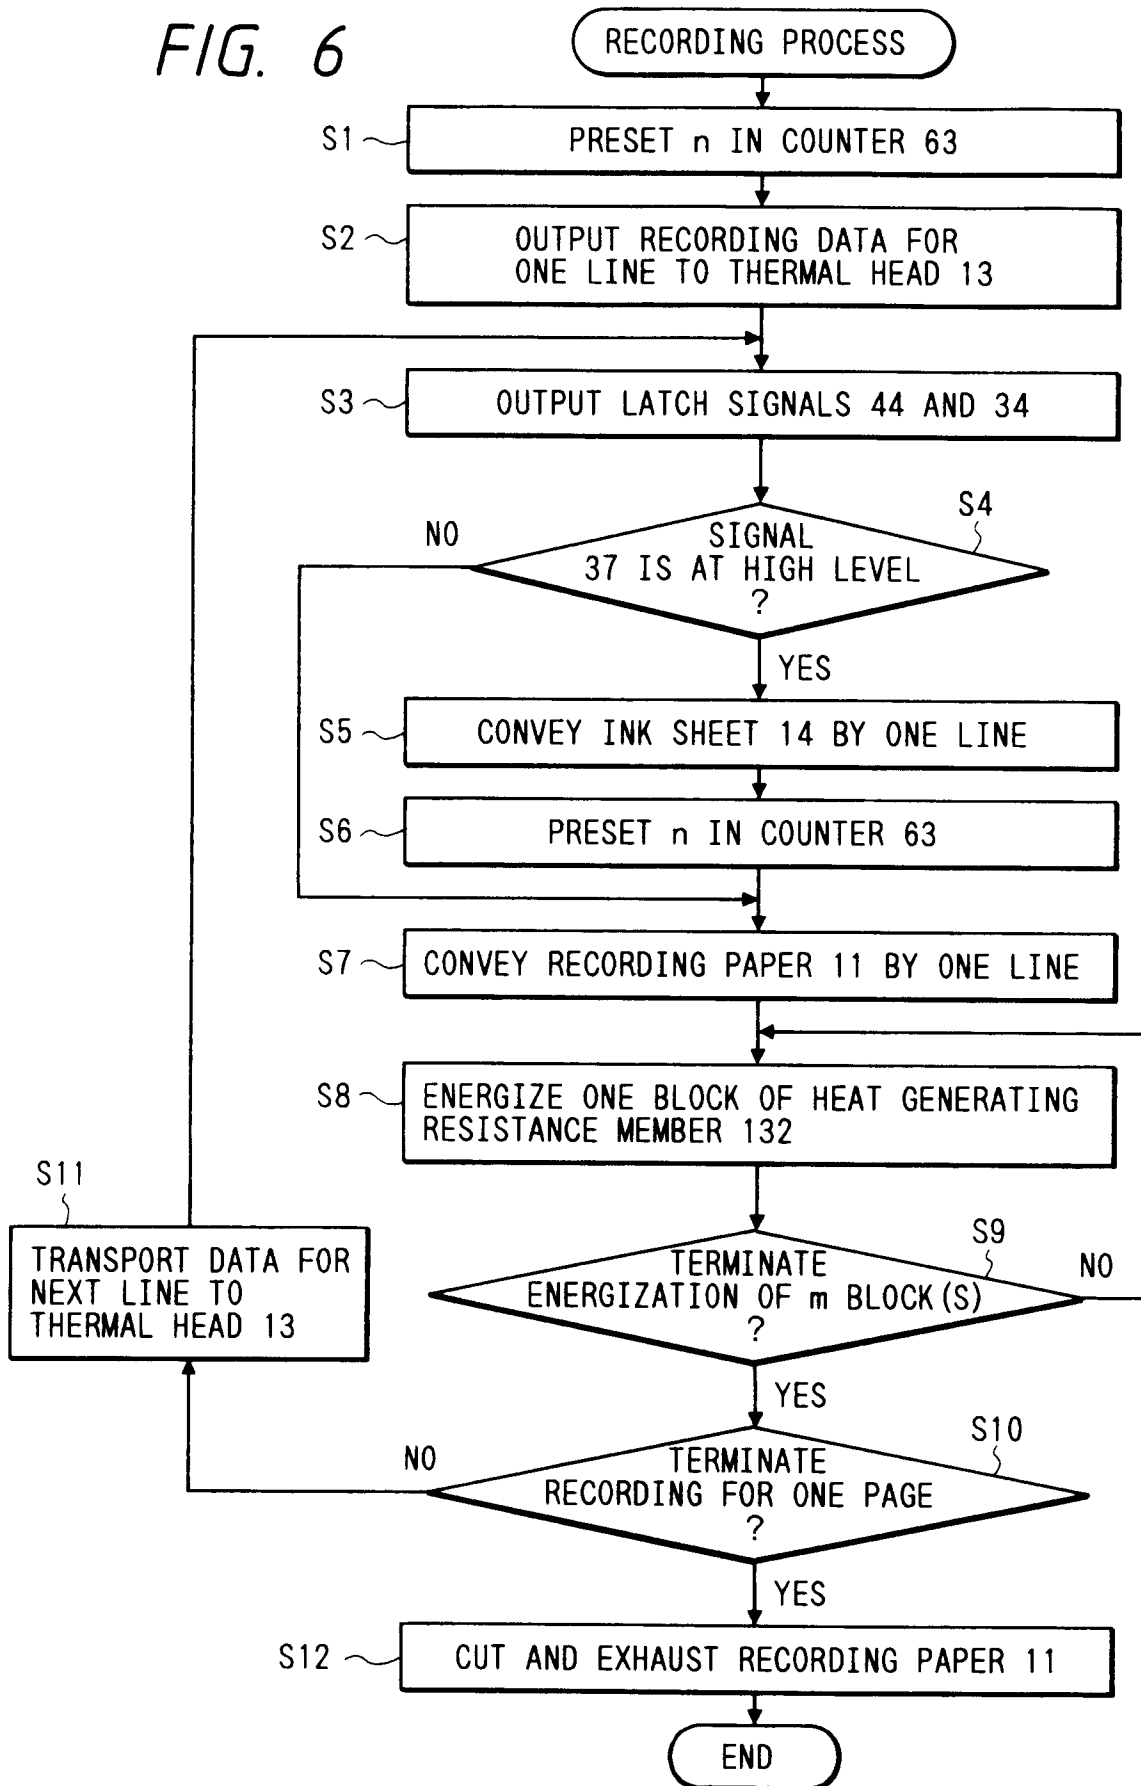 FIG. 6
RECORDING PROCESS
S1
PRESET n IN COUNTER 63
S2
OUTPUT RECORDING DATA FOR
ONE LINE TO THERMAL HEAD 13
S3
OUTPUT LATCH SIGNALS 44 AND 34
S4
NO
SIGNAL
37 IS AT HIGH LEVEL
?
YES
S5
CONVEY INK SHEET 14 BY ONE LINE
S6
PRESET n IN COUNTER 63
S7
CONVEY RECORDING PAPER 11 BY ONE LINE
S8
ENERGIZE ONE BLOCK OF HEAT GENERATING
RESISTANCE MEMBER 132
S11
TRANSPORT DATA FOR
NEXT LINE TO
THERMAL HEAD 13
S9
TERMINATE
ENERGIZATION OF m BLOCK(S)
?
NO
YES
S10
NO
TERMINATE
RECORDING FOR ONE PAGE
?
YES
S12
CUT AND EXHAUST RECORDING PAPER 11
END